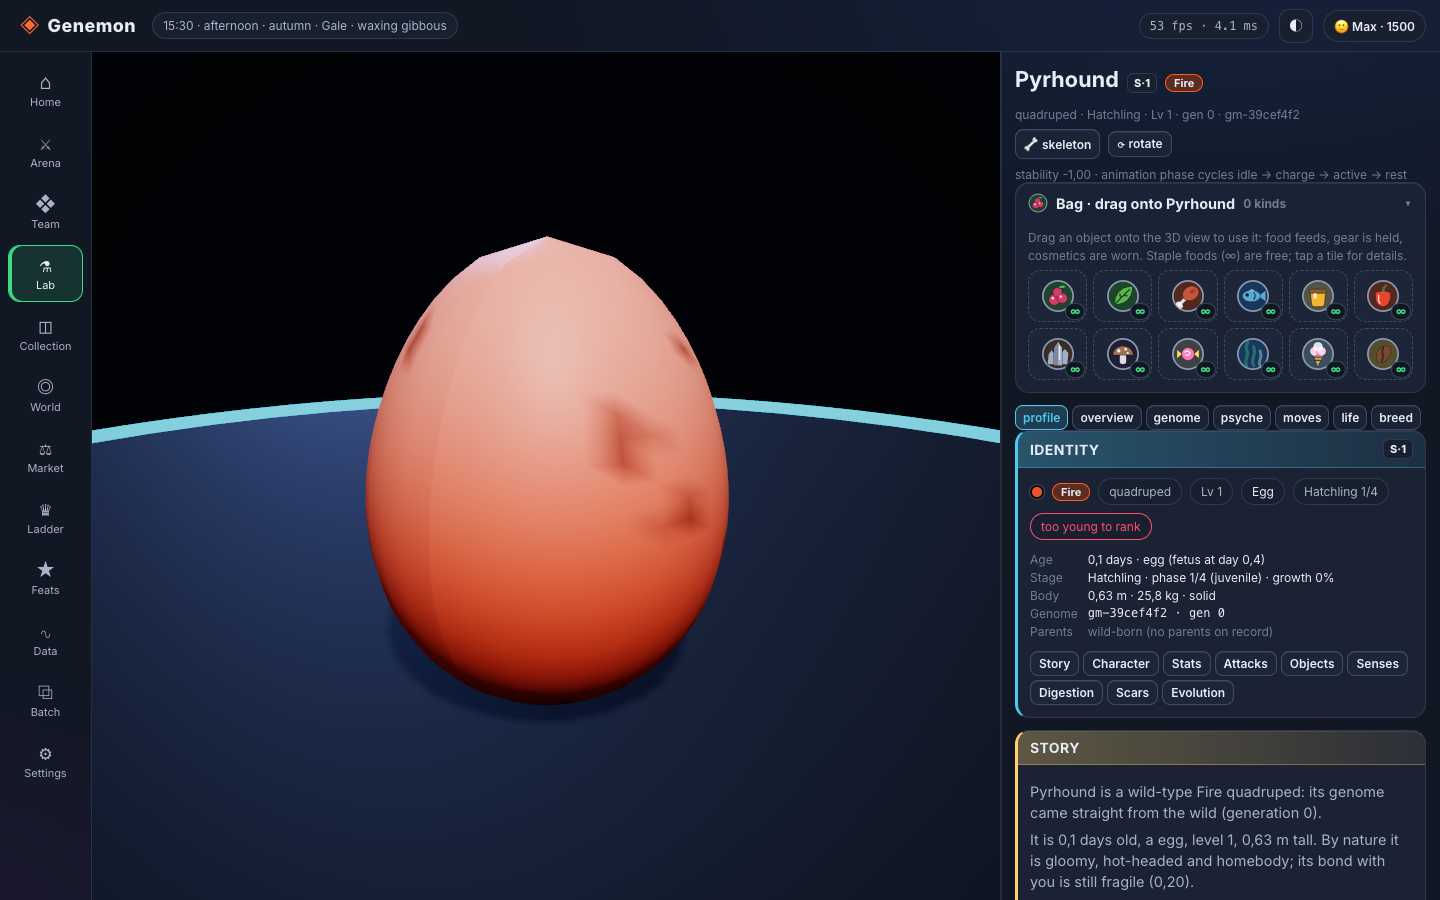 Genemon
15:30 · afternoon · autumn · Gale · waxing gibbous
53 fps · 4.1 ms
Max · 1500
Home
Arena
Team
Lab
Collection
World
Market
Ladder
Feats
Data
Batch
Settings
Pyrhound S·1 Fire
quadruped · Hatchling · Lv 1 · gen 0 · gm-39cef4f2
skeleton
rotate
stability -1,00 · animation phase cycles idle → charge → active → rest
Bag · drag onto Pyrhound 0 kinds
Drag an object onto the 3D view to use it: food feeds, gear is held,
cosmetics are worn. Staple foods (∞) are free; tap a tile for details.
∞ ∞ ∞ ∞ ∞ ∞
∞ ∞ ∞ ∞ ∞ ∞
profile overview genome psyche moves life breed
IDENTITY S·1
Fire quadruped Lv 1 Egg Hatchling 1/4
too young to rank
Age 0,1 days · egg (fetus at day 0,4)
Stage Hatchling · phase 1/4 (juvenile) · growth 0%
Body 0,63 m · 25,8 kg · solid
Genome gm-39cef4f2 · gen 0
Parents wild-born (no parents on record)
Story Character Stats Attacks Objects Senses
Digestion Scars Evolution
STORY
Pyrhound is a wild-type Fire quadruped: its genome
came straight from the wild (generation 0).
It is 0,1 days old, a egg, level 1, 0,63 m tall. By nature it
is gloomy, hot-headed and homebody; its bond with
you is still fragile (0,20).